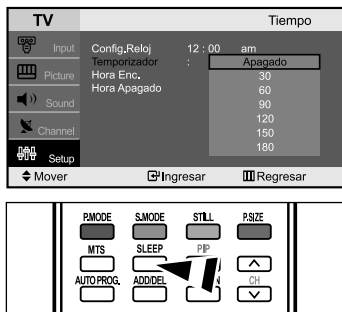 TV Tiempo
Input
Picture
Sound
Channel
Setup
Config.Reloj 12 : 00 am
Temporizador : Apagado
Hora Enc. 30
Hora Apagado 60
90
120
150
180
Mover Ingresar Regresar
P.MODE S.MODE STILL P.SIZE
MTS SLEEP PIP
AUTO PROG. ADD/DEL CH